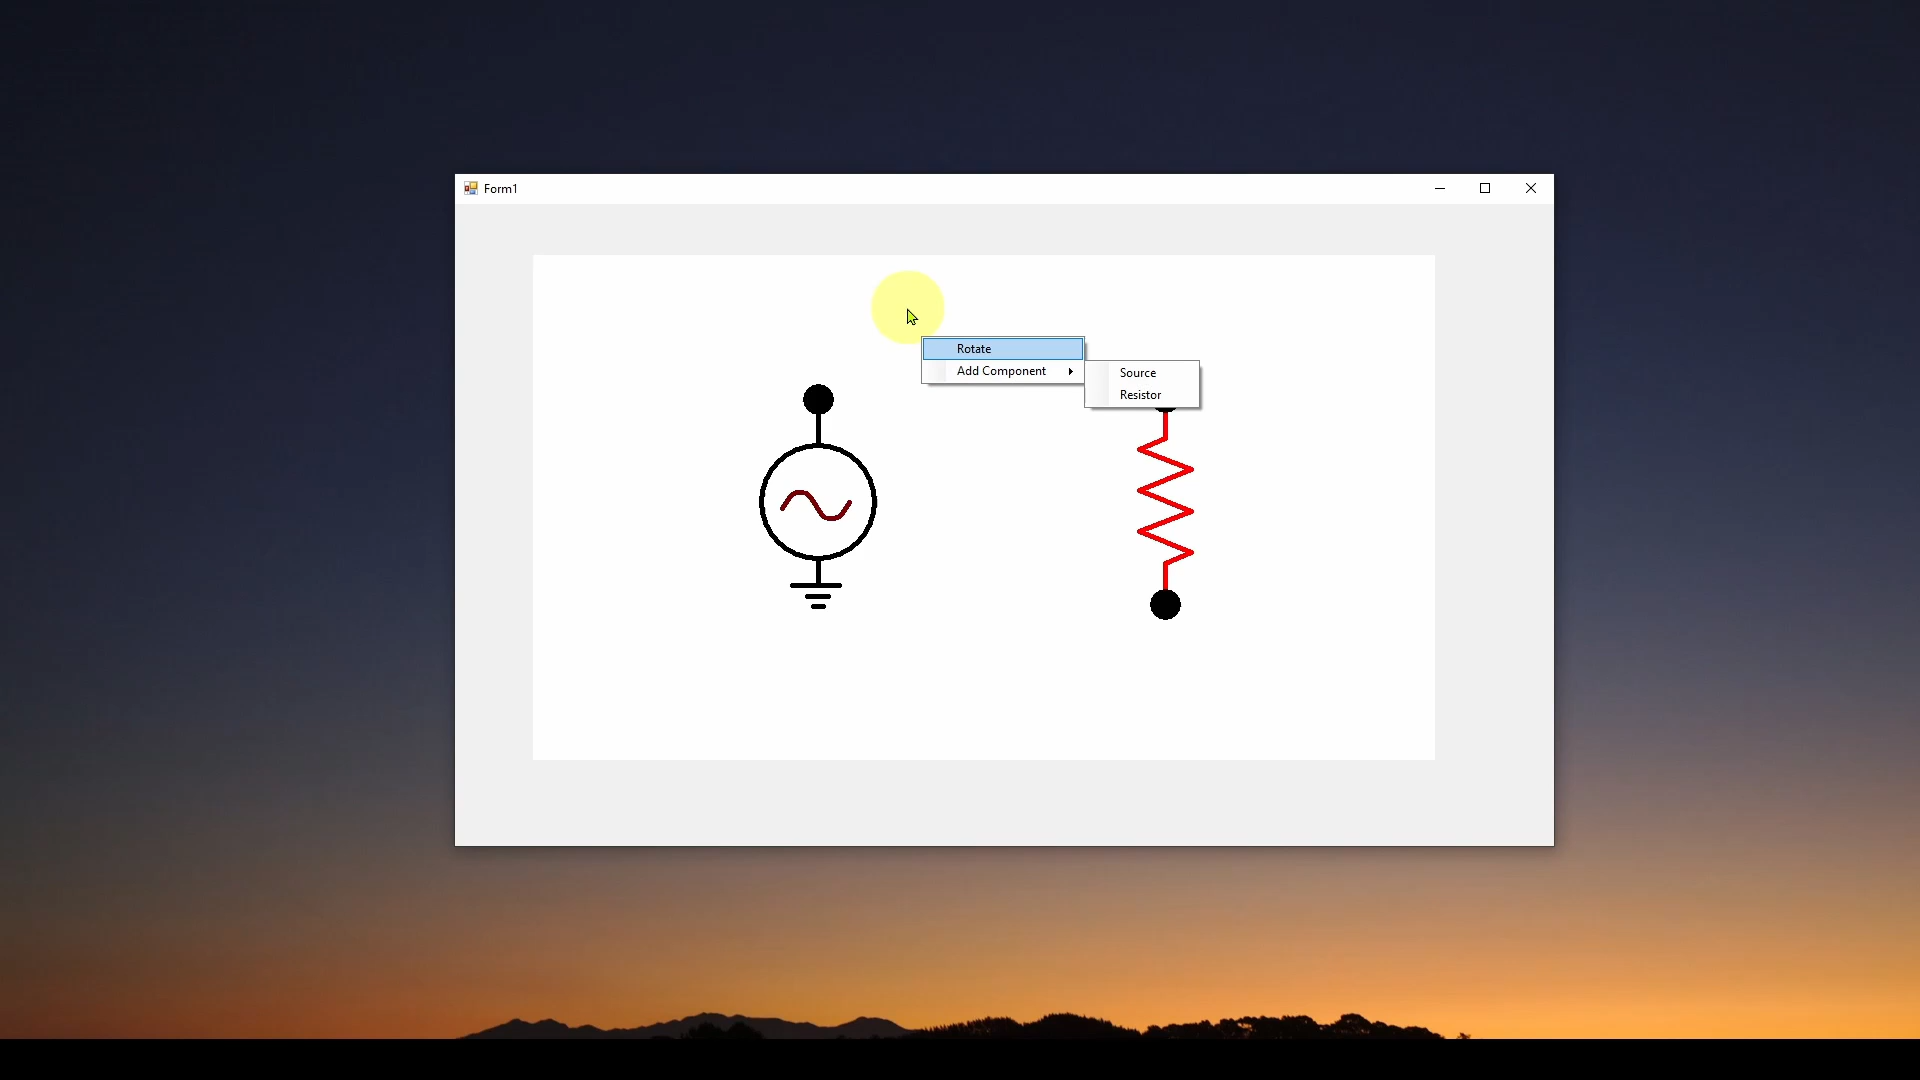 Form1
Rotate
Add Component
Source
Resistor